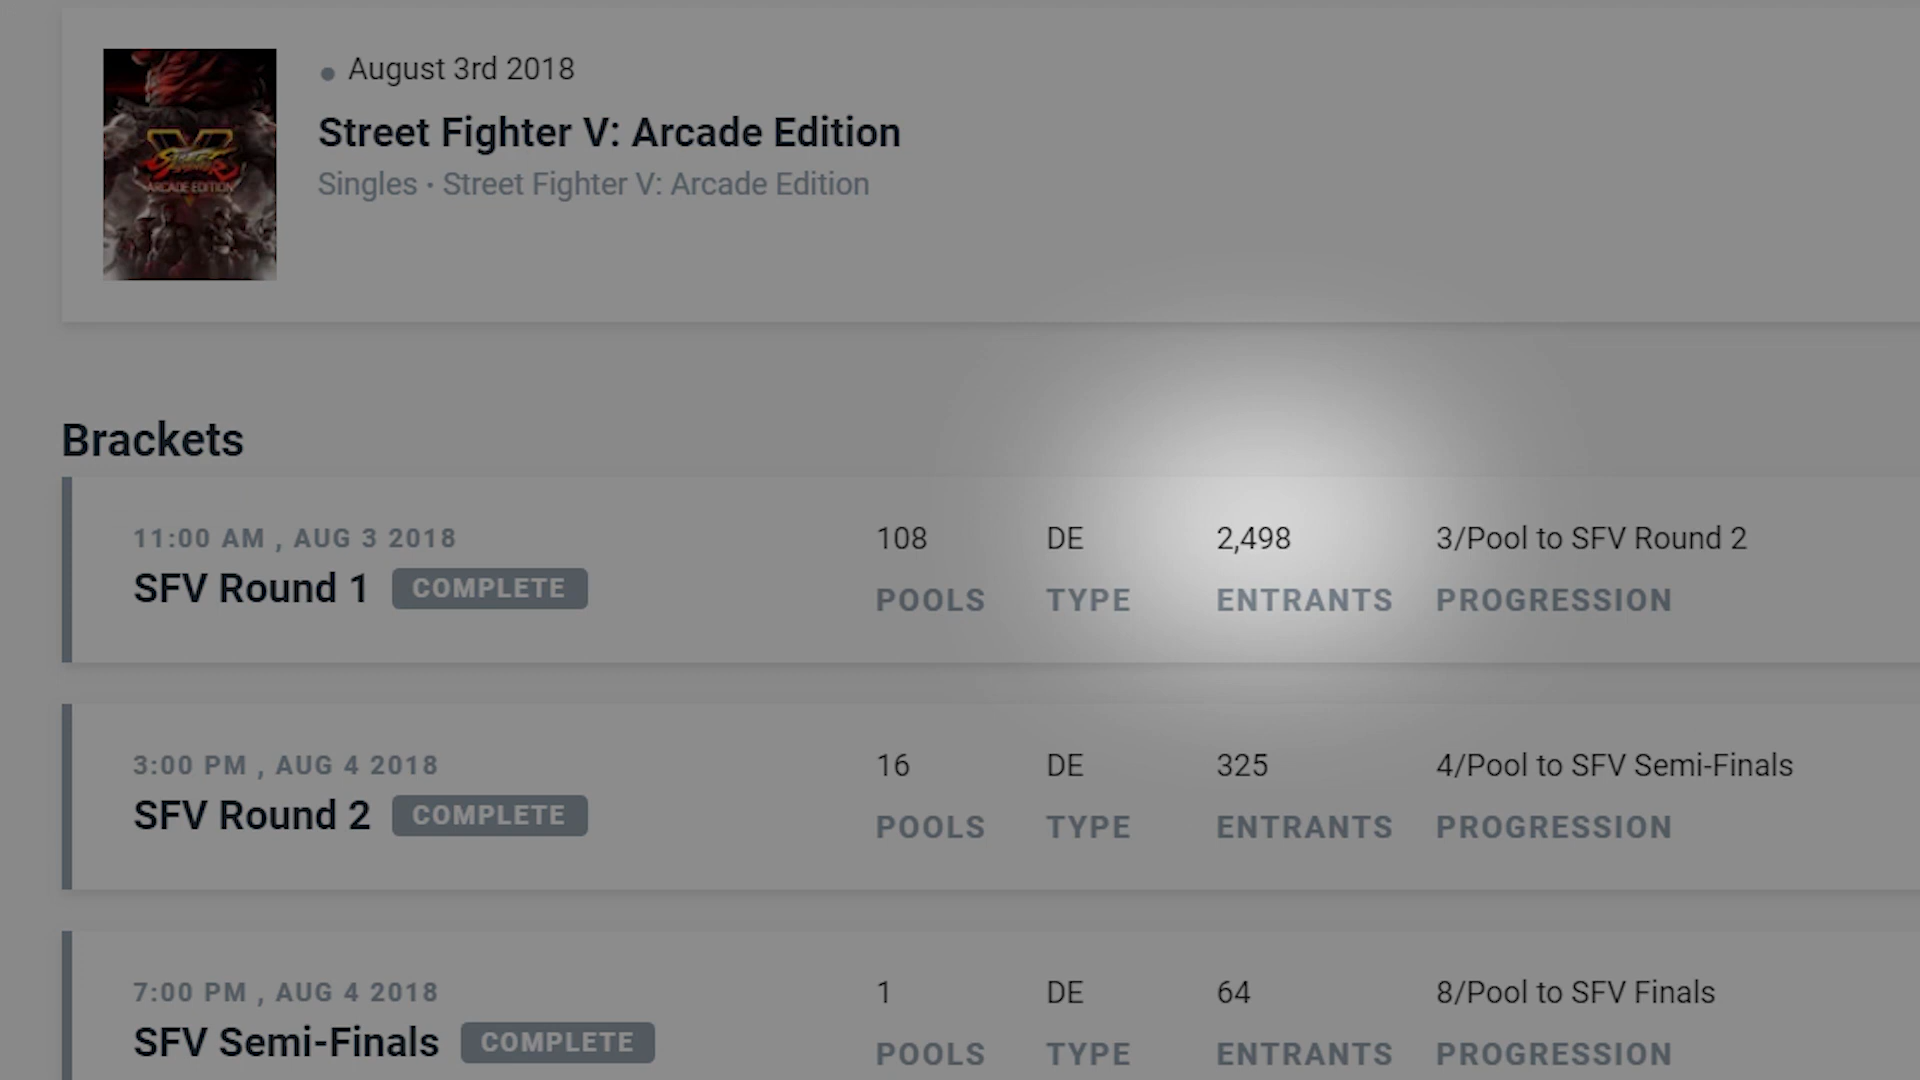 August 3rd 2018
Street Fighter V: Arcade Edition
Singles • Street Fighter V: Arcade Edition
V
STREET FIGHTER
ARCADE EDITION
Brackets
11:00 AM , AUG 3 2018
SFV Round 1 COMPLETE
108 DE 2,498 3/Pool to SFV Round 2
POOLS TYPE ENTRANTS PROGRESSION
3:00 PM , AUG 4 2018
SFV Round 2 COMPLETE
16 DE 325 4/Pool to SFV Semi-Finals
POOLS TYPE ENTRANTS PROGRESSION
7:00 PM , AUG 4 2018
SFV Semi-Finals COMPLETE
1 DE 64 8/Pool to SFV Finals
POOLS TYPE ENTRANTS PROGRESSION